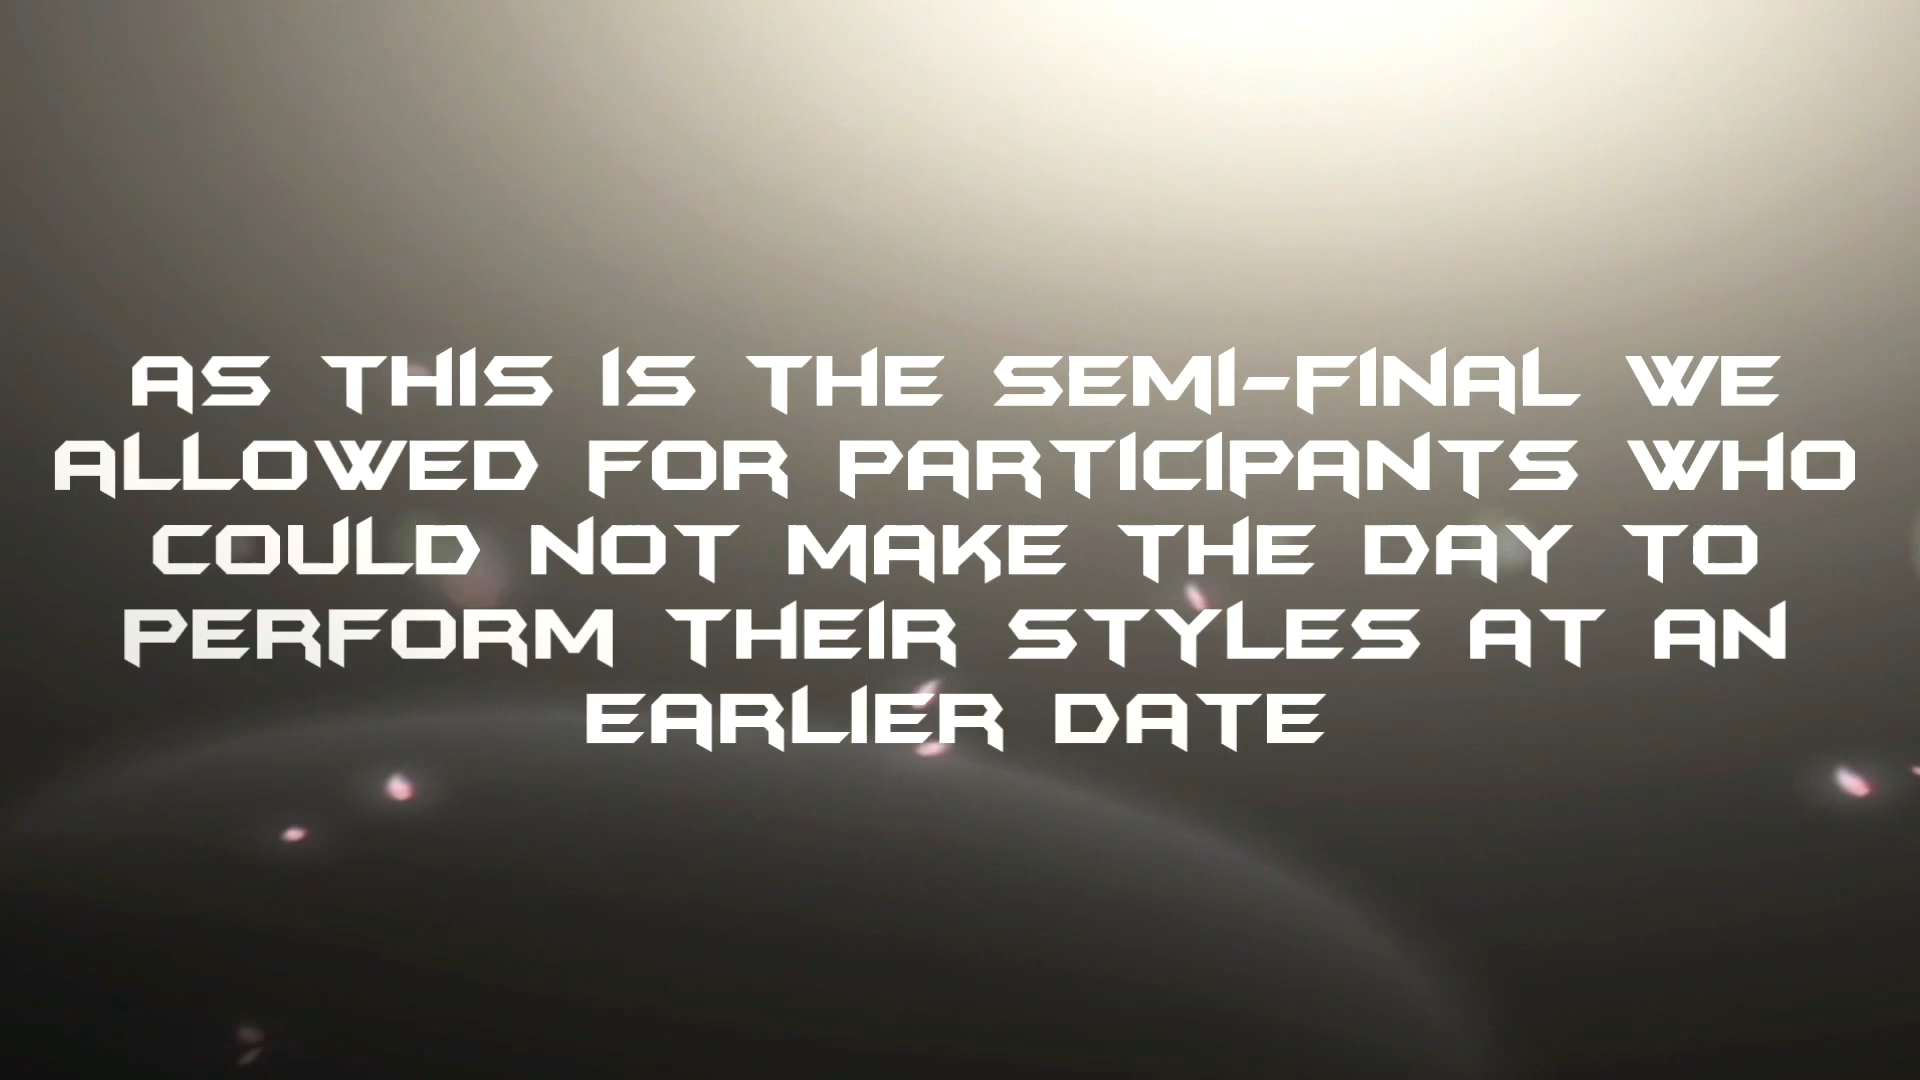 AS THIS IS THE SEMI-FINAL WE
ALLOWED FOR PARTICIPANTS WHO
COULD NOT MAKE THE DAY TO
PERFORM THEIR STYLES AT AN
EARLIER DATE